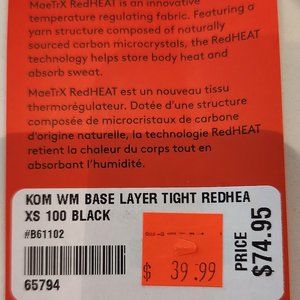 MaeTrX RedHEAT is an innovative
temperature regulating fabric. Featuring a
yarn structure composed of naturally
sourced carbon microcrystals, the RedHEAT
technology helps store body heat and
absorb sweat.
MaeTrX RedHEAT est un nouveau tissu
thermorégulateur. Dotée d'une structure
composée de microcristaux de carbone
d'origine naturelle, la technologie RedHEAT
retient la chaleur du corps tout en
absorbant l'humidité.
KOM WM BASE LAYER TIGHT REDHEA
XS 100 BLACK
#B61102
65794
$ 39.99
PRICE
$74.95